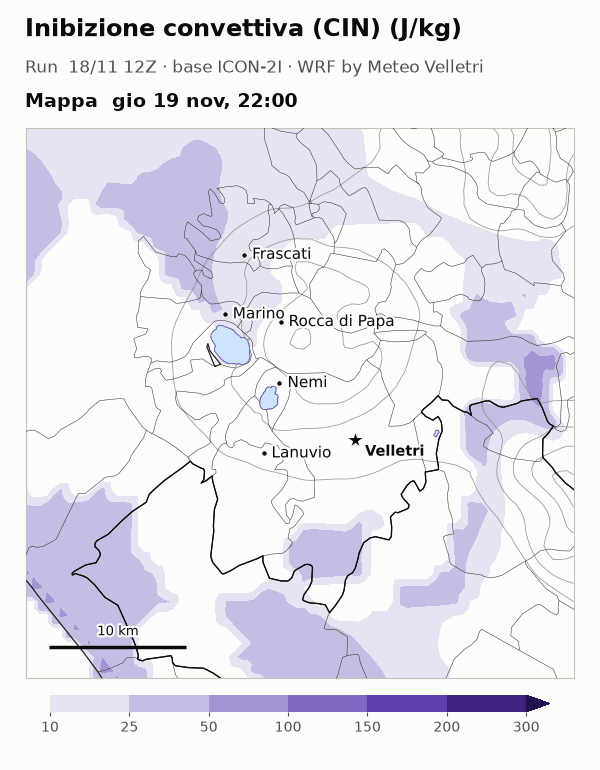 Inibizione convettiva (CIN) (J/kg)
Run  18/11 12Z · base ICON-2I · WRF by Meteo Velletri
Mappa  gio 19 nov, 22:00
Frascati
Marino
Rocca di Papa
Nemi
Velletri
Lanuvio
10 km
10 25 50 100 150 200 300